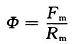 Φ = F_m / R_m